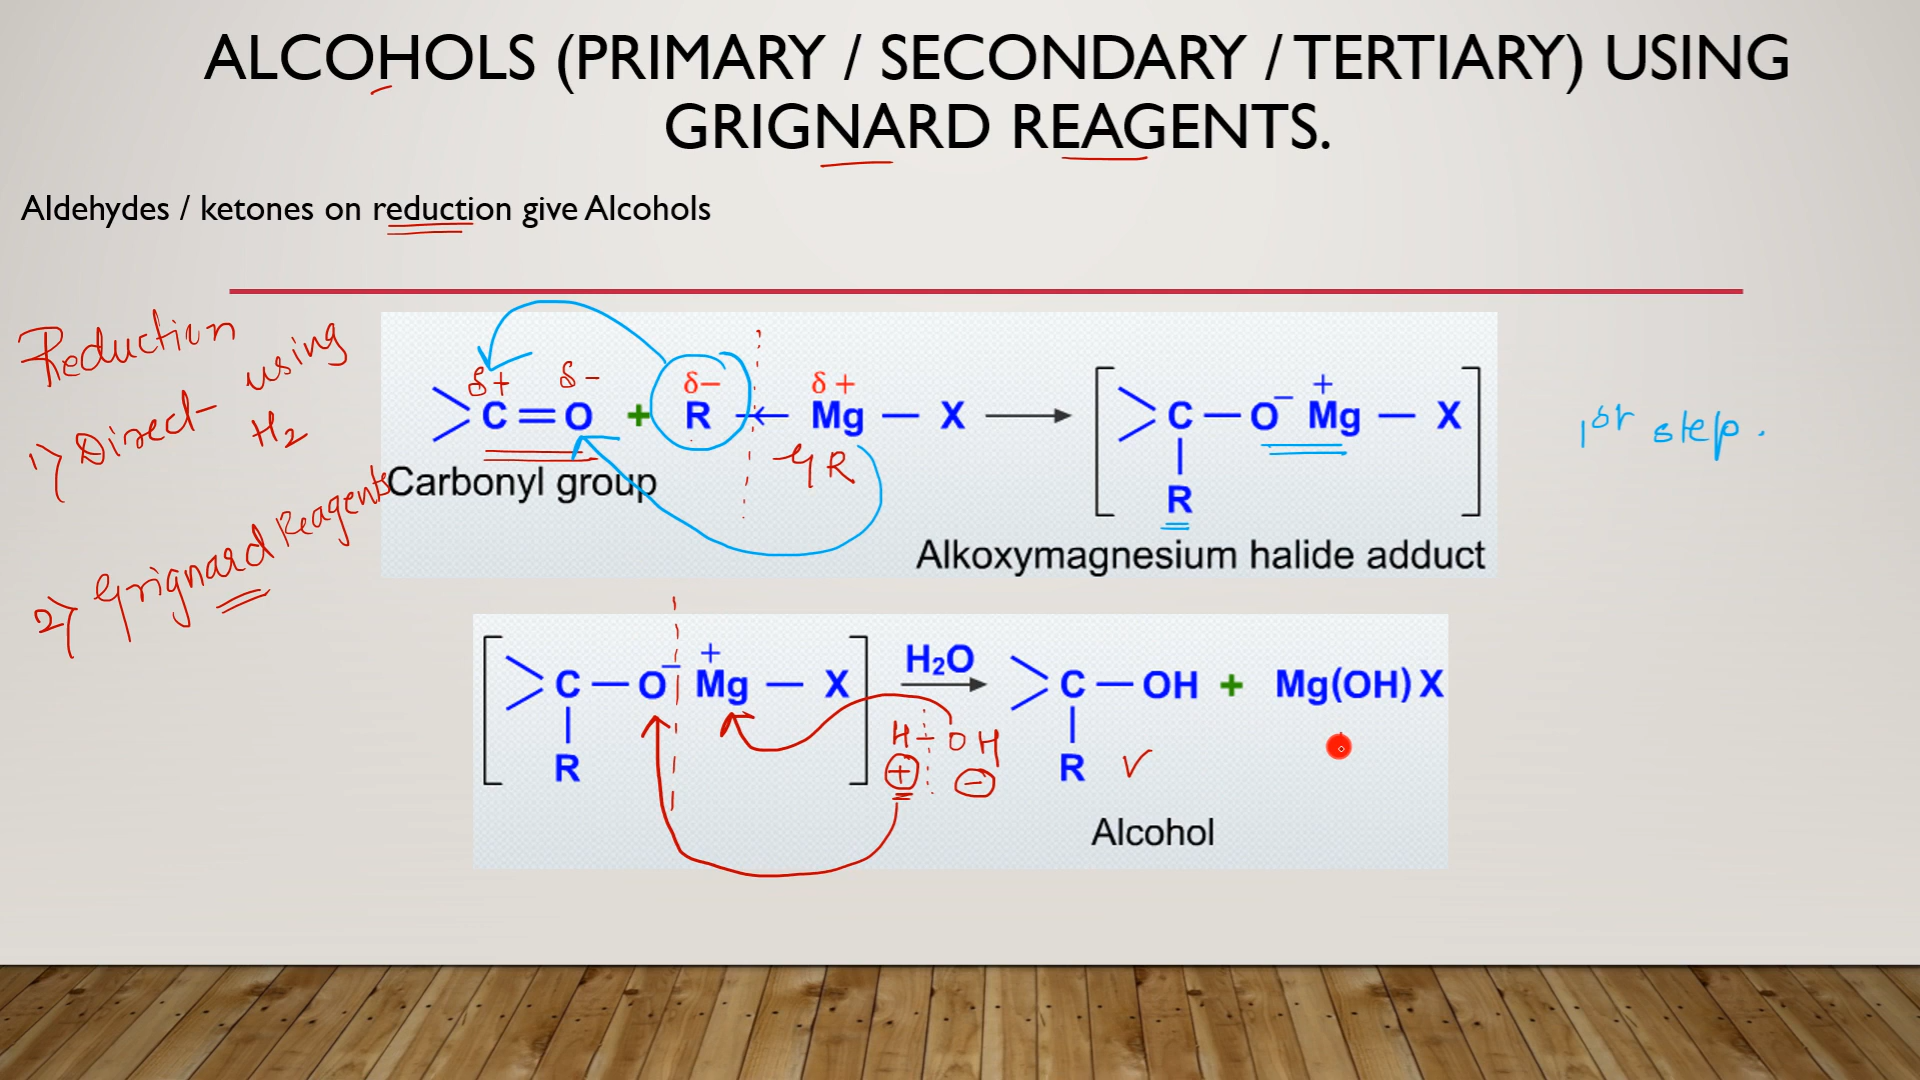 ALCOHOLS (PRIMARY / SECONDARY / TERTIARY) USING
GRIGNARD REAGENTS.
Aldehydes / ketones on reduction give Alcohols
Reduction
1) Direct- using
H2
2) Grignard Reagents
δ+ δ- δ− δ+ +
C = O + R ← Mg — X → [ C — O⁻ Mg — X ]
R
GR
Carbonyl group
Alkoxymagnesium halide adduct
1st step.
+ H₂O
[ C — O⁻ Mg — X ] → C — OH + Mg(OH) X
R R ✓
H - OH
+ -
Alcohol